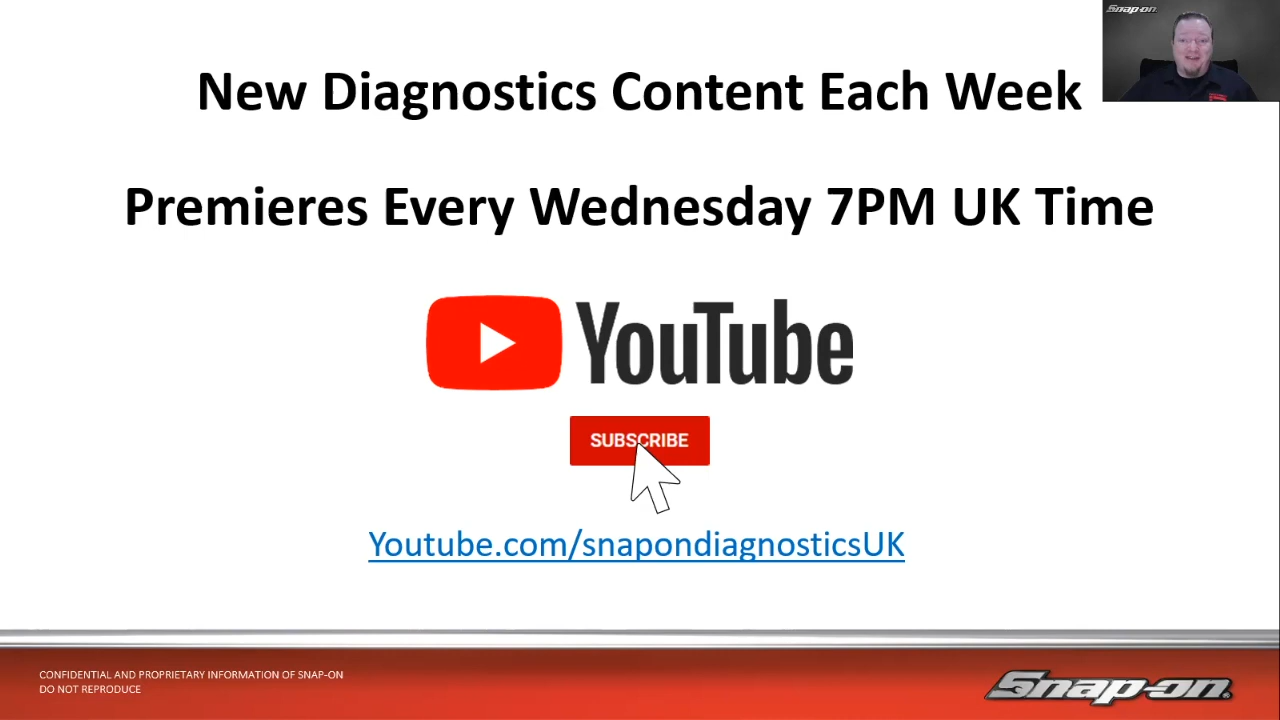 Snap-on
New Diagnostics Content Each Week
Premieres Every Wednesday 7PM UK Time
YouTube
SUBSCRIBE
Youtube.com/snapondiagnosticsUK
CONFIDENTIAL AND PROPRIETARY INFORMATION OF SNAP-ON
DO NOT REPRODUCE
Snap-on®